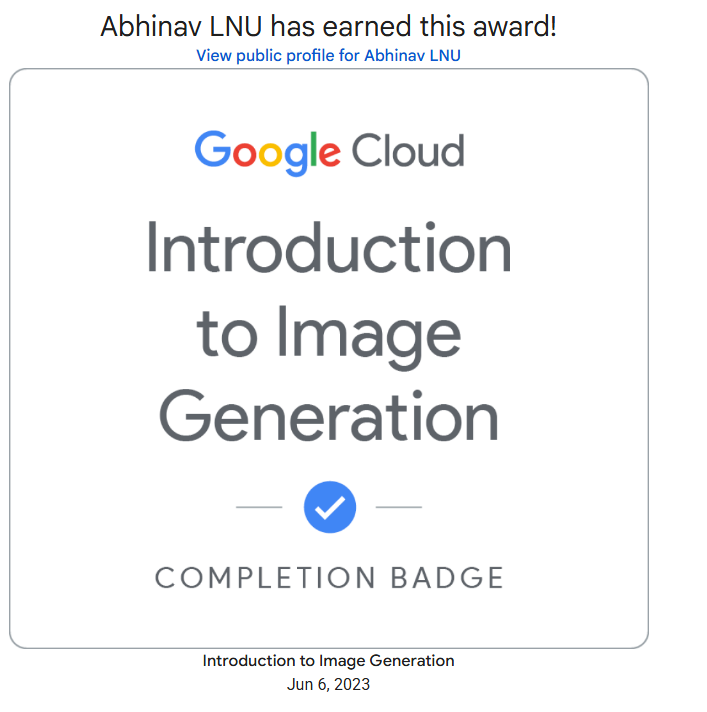 Abhinav LNU has earned this award!
View public profile for Abhinav LNU
Google Cloud
Introduction
to Image
Generation
COMPLETION BADGE
Introduction to Image Generation
Jun 6, 2023